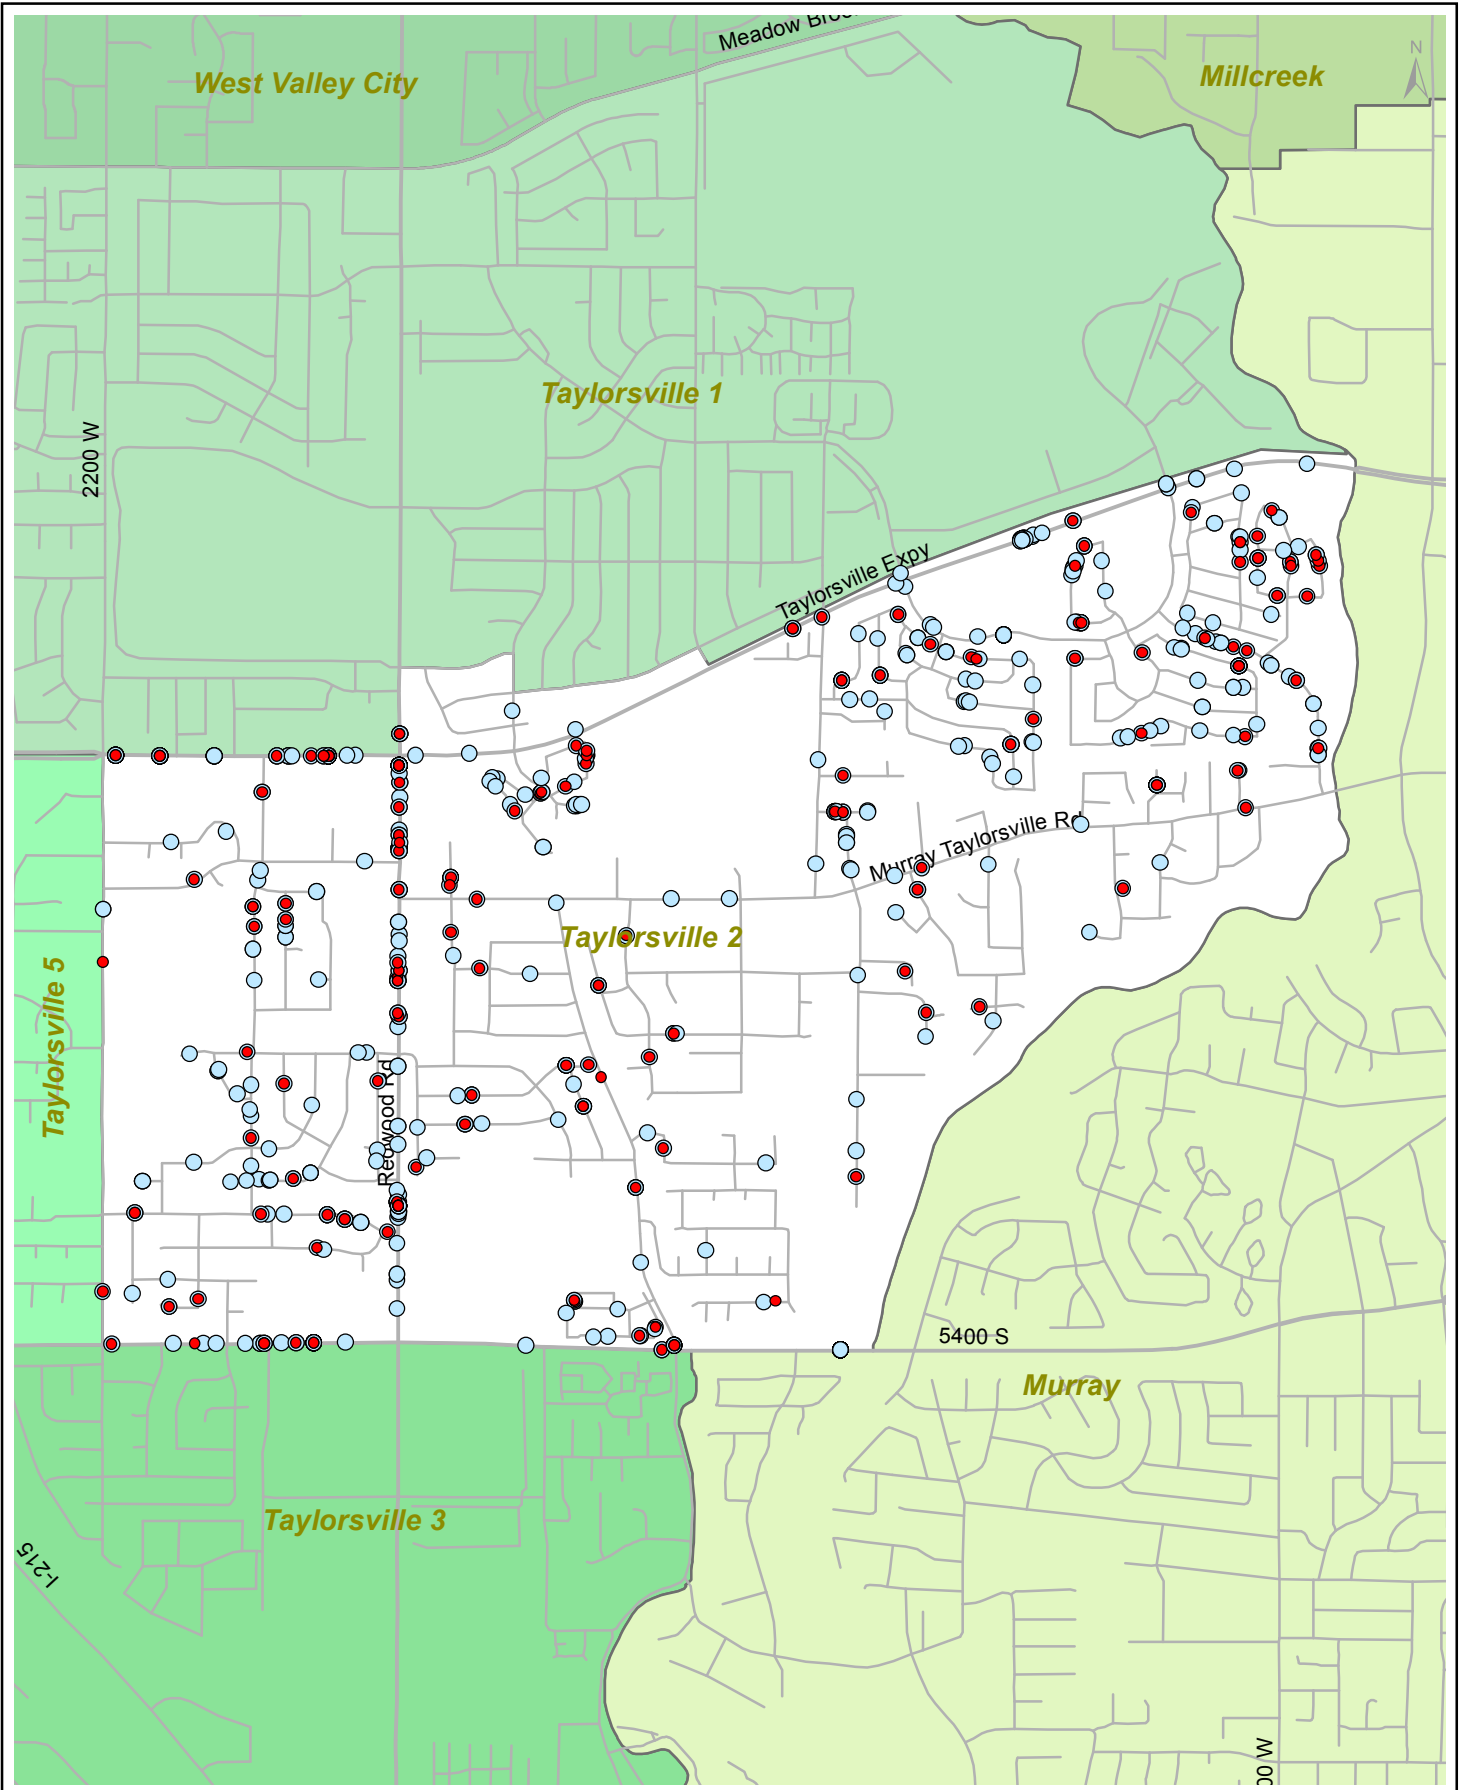 Meadow
West Valley City
Millcreek
N
Taylorsville 1
2200 W
Taylorsville Expy
Murray Taylorsville Rd
Taylorsville 2
Taylorsville 5
Redwood Rd
5400 S
Murray
Taylorsville 3
I-215
00 W